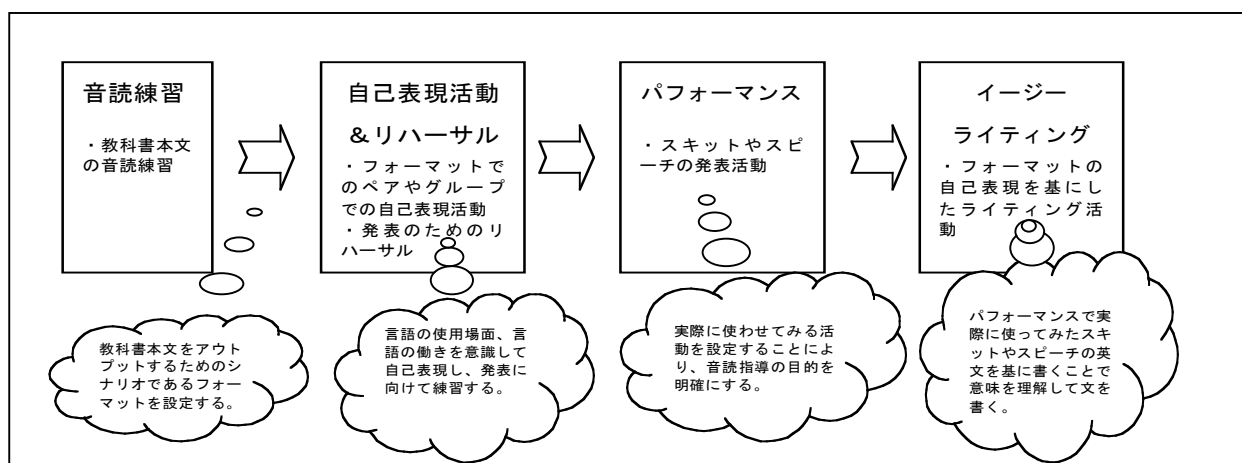 音読練習
・教科書本文
の音読練習
自己表現活動
&リハーサル
・フォーマットで
のペアやグループ
での自己表現活動
・発表のためのリ
ハーサル
パフォーマンス
・スキットやスピ
ーチの発表活動
イージー
ライティング
・フォーマットの
自己表現を基にし
たライティング活
動
教科書本文をアウト
プットするためのシ
ナリオであるフォー
マットを設定する。
言語の使用場面、言
語の働きを意識して
自己表現し、発表に
向けて練習する。
実際に使わせてみる活
動を設定することによ
り、音読指導の目的を
明確にする。
パフォーマンスで実
際に使ってみたスキ
ットやスピーチの英
文を基に書くことで
意味を理解して文を
書く。